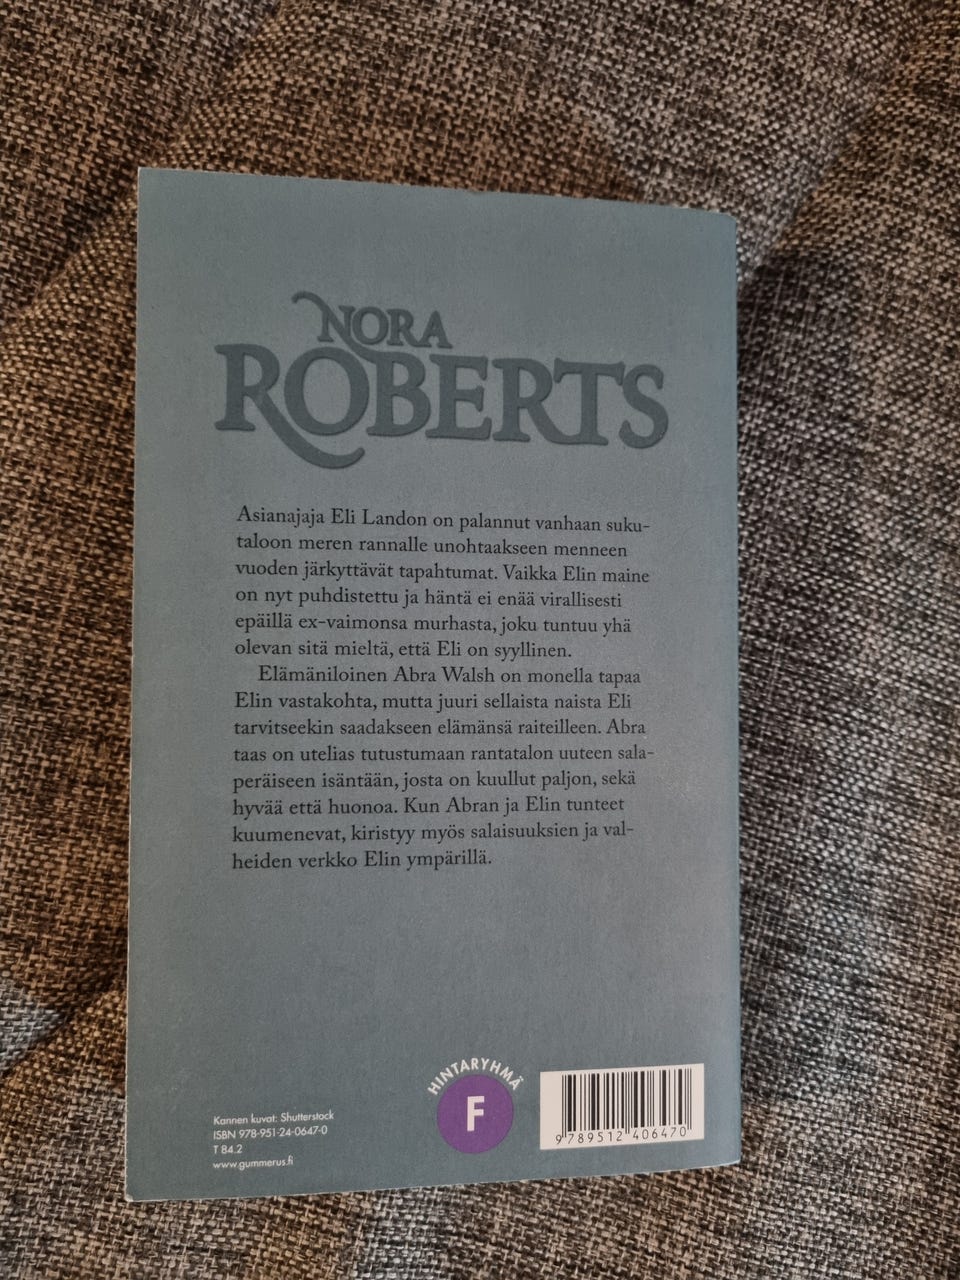 NORA
ROBERTS
Asianajaja Eli Landon on palannut vanhaan suku-
taloon meren rannalle unohtaakseen menneen
vuoden järkyttävät tapahtumat. Vaikka Elin maine
on nyt puhdistettu ja häntä ei enää virallisesti
epäillä ex-vaimonsa murhasta, joku tuntuu yhä
olevan sitä mieltä, että Eli on syyllinen.
Elämäniloinen Abra Walsh on monella tapaa
Elin vastakohta, mutta juuri sellaista naista Eli
tarvitseekin saadakseen elämänsä raiteilleen. Abra
taas on utelias tutustumaan rantatalon uuteen sala-
peräiseen isäntään, josta on kuullut paljon, sekä
hyvää että huonoa. Kun Abran ja Elin tunteet
kuumenevat, kiristyy myös salaisuuksien ja val-
heiden verkko Elin ympärillä.
HINTARYHMÄ
F
Kannen kuvat: Shutterstock
ISBN 978-951-24-0647-0
T 84.2
www.gummerus.fi
9 789512 406470